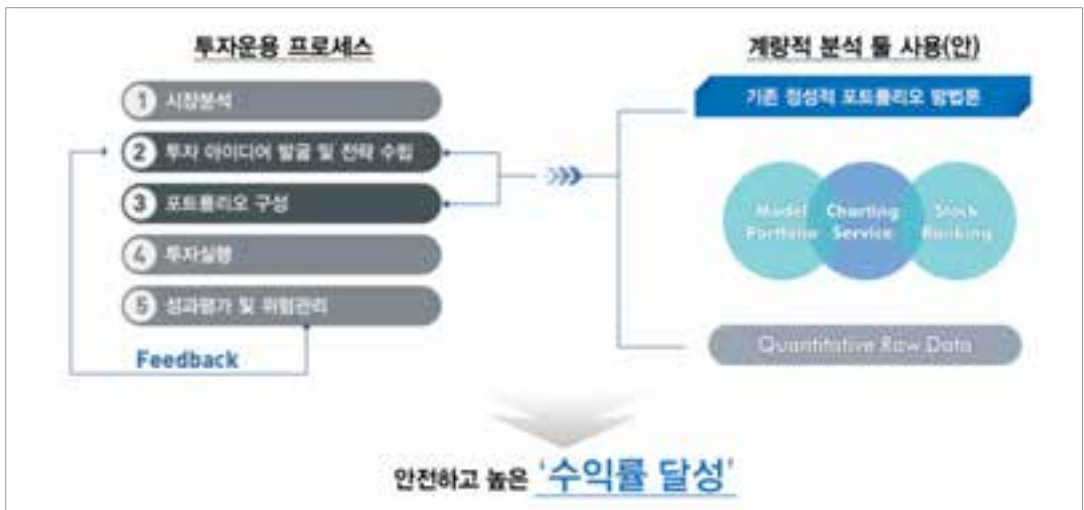 투자운용 프로세스
1 시장분석
2 투자 아이디어 발굴 및 전략 수립
3 포트폴리오 구성
4 투자실행
5 성과평가 및 위험관리
Feedback
계량적 분석 툴 사용(안)
기존 정성적 포트폴리오 방법론
Model Portfolio
Charting Service
Stock Ranking
Quantitative Raw Data
안전하고 높은 '수익률 달성'